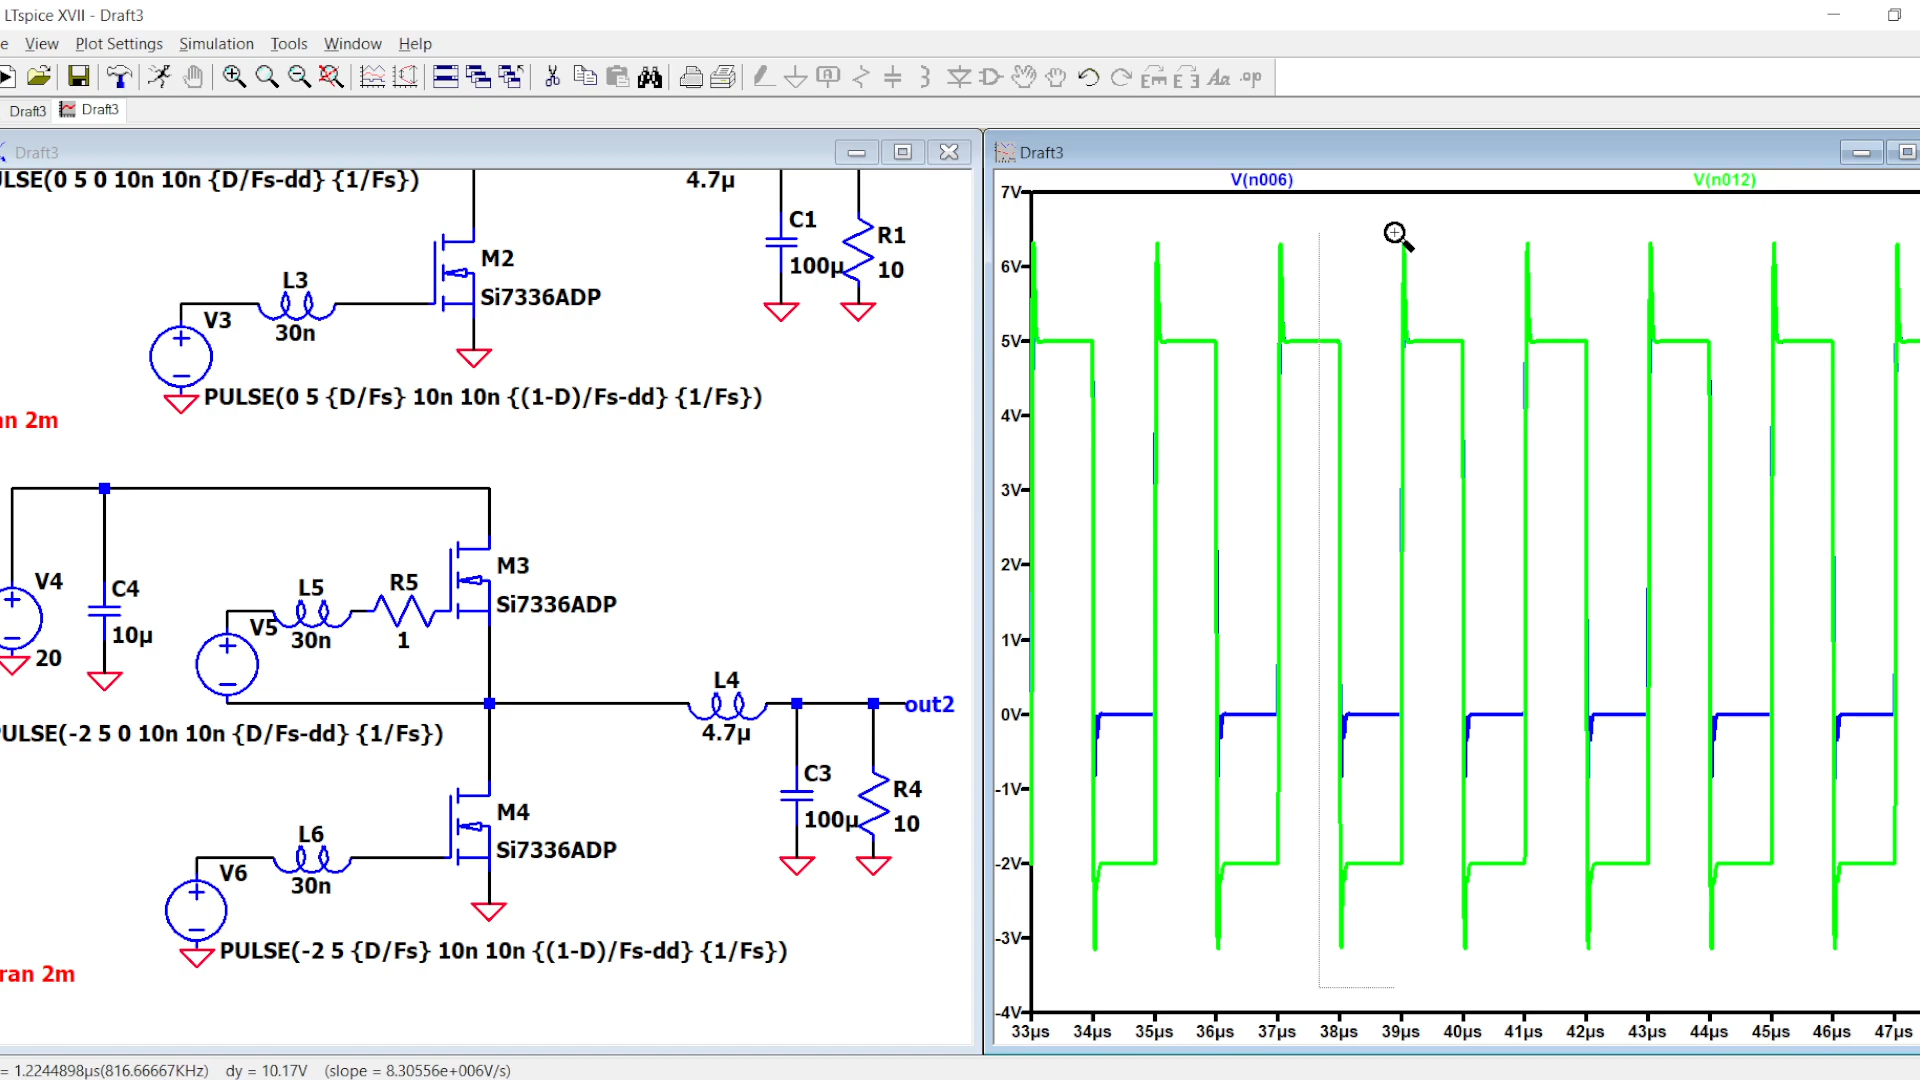 LTspice XVII - Draft3
e View Plot Settings Simulation Tools Window Help
Draft3 Draft3
Draft3
ULSE(0 5 0 10n 10n {D/Fs-dd} {1/Fs})
4.7µ
C1
100µ
R1
10
M2
Si7336ADP
L3
30n
V3
PULSE(0 5 {D/Fs} 10n 10n {(1-D)/Fs-dd} {1/Fs})
an 2m
V4
20
C4
10µ
M3
Si7336ADP
L5
30n
R5
1
V5
PULSE(-2 5 0 10n 10n {D/Fs-dd} {1/Fs})
L4
4.7µ
out2
C3
100µ
R4
10
M4
Si7336ADP
L6
30n
V6
PULSE(-2 5 {D/Fs} 10n 10n {(1-D)/Fs-dd} {1/Fs})
ran 2m
Draft3
V(n006) V(n012)
7V
6V
5V
4V
3V
2V
1V
0V
-1V
-2V
-3V
-4V
33µs 34µs 35µs 36µs 37µs 38µs 39µs 40µs 41µs 42µs 43µs 44µs 45µs 46µs 47µs
= 1.2244898µs(816.66667KHz) dy = 10.17V (slope = 8.30556e+006V/s)